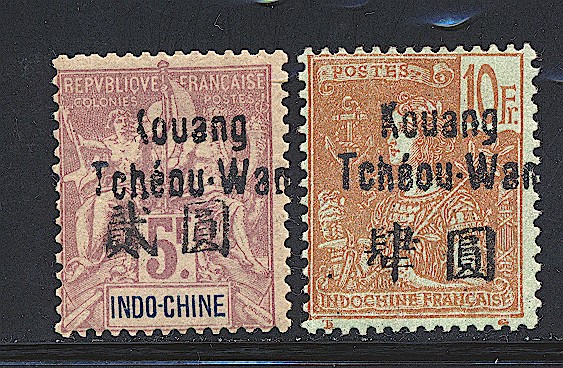 REPVBLIQVE FRANÇAISE
COLONIES POSTES
Kouang
Tchéou-Wan
貳 圓
5F
INDO-CHINE
POSTES
10Fr.
Kouang
Tchéou-Wan
肆 圓
INDOCHINE FRANÇAISE